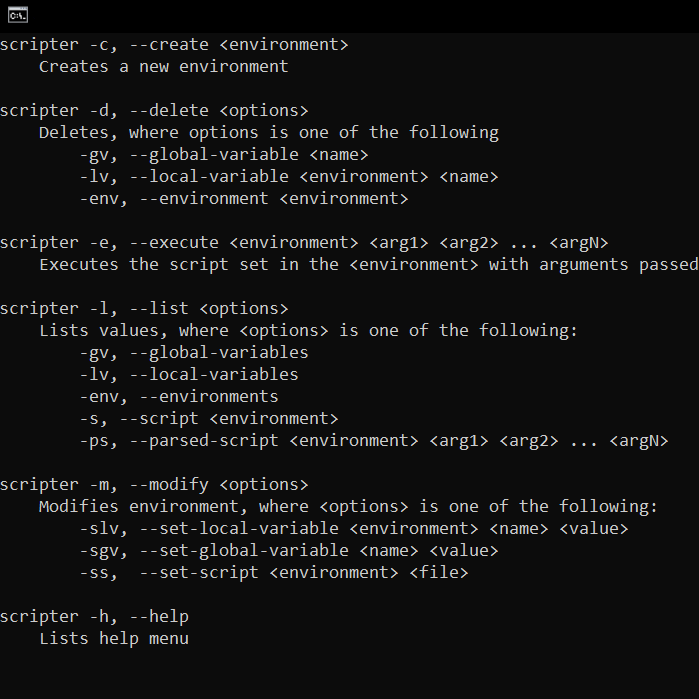 C:\.
scripter -c, --create <environment>
Creates a new environment
scripter -d, --delete <options>
Deletes, where options is one of the following
-gv, --global-variable <name>
-lv, --local-variable <environment> <name>
-env, --environment <environment>
scripter -e, --execute <environment> <arg1> <arg2> ... <argN>
Executes the script set in the <environment> with arguments passed
scripter -l, --list <options>
Lists values, where <options> is one of the following:
-gv, --global-variables
-lv, --local-variables
-env, --environments
-s, --script <environment>
-ps, --parsed-script <environment> <arg1> <arg2> ... <argN>
scripter -m, --modify <options>
Modifies environment, where <options> is one of the following:
-slv, --set-local-variable <environment> <name> <value>
-sgv, --set-global-variable <name> <value>
-ss,  --set-script <environment> <file>
scripter -h, --help
Lists help menu